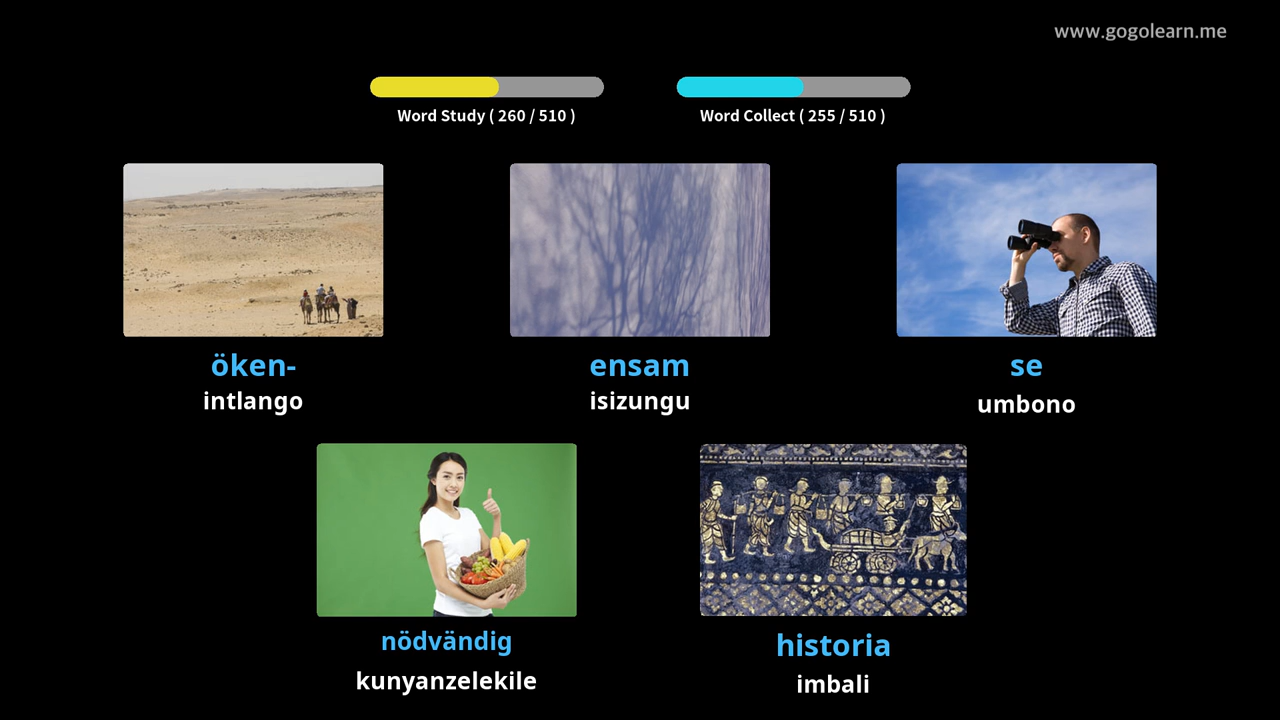 www.gogolearn.me
Word Study ( 260 / 510 )
Word Collect ( 255 / 510 )
öken-
intlango
ensam
isizungu
se
umbono
nödvändig
kunyanzelekile
historia
imbali